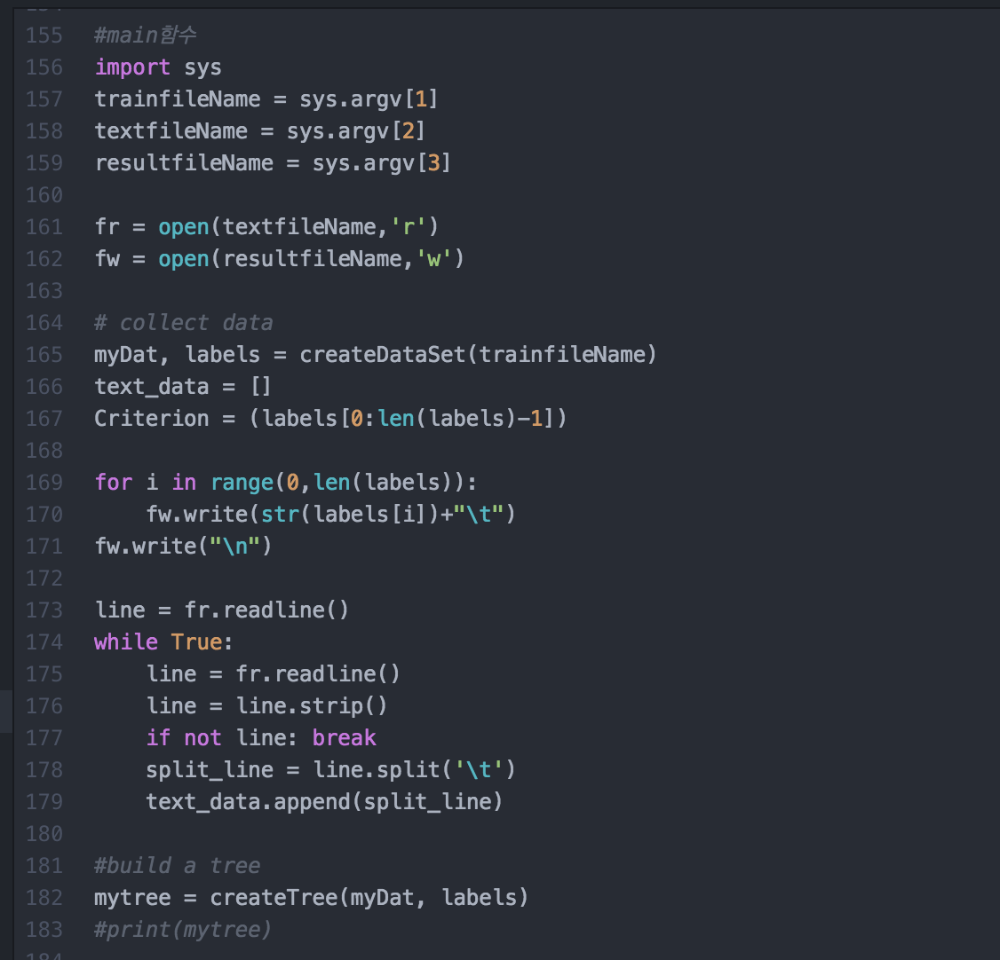 155 #main함수
156 import sys
157 trainfileName = sys.argv[1]
158 textfileName = sys.argv[2]
159 resultfileName = sys.argv[3]
160
161 fr = open(textfileName,'r')
162 fw = open(resultfileName,'w')
163
164 # collect data
165 myDat, labels = createDataSet(trainfileName)
166 text_data = []
167 Criterion = (labels[0:len(labels)-1])
168
169 for i in range(0,len(labels)):
170     fw.write(str(labels[i])+"\t")
171 fw.write("\n")
172
173 line = fr.readline()
174 while True:
175     line = fr.readline()
176     line = line.strip()
177     if not line: break
178     split_line = line.split('\t')
179     text_data.append(split_line)
180
181 #build a tree
182 mytree = createTree(myDat, labels)
183 #print(mytree)